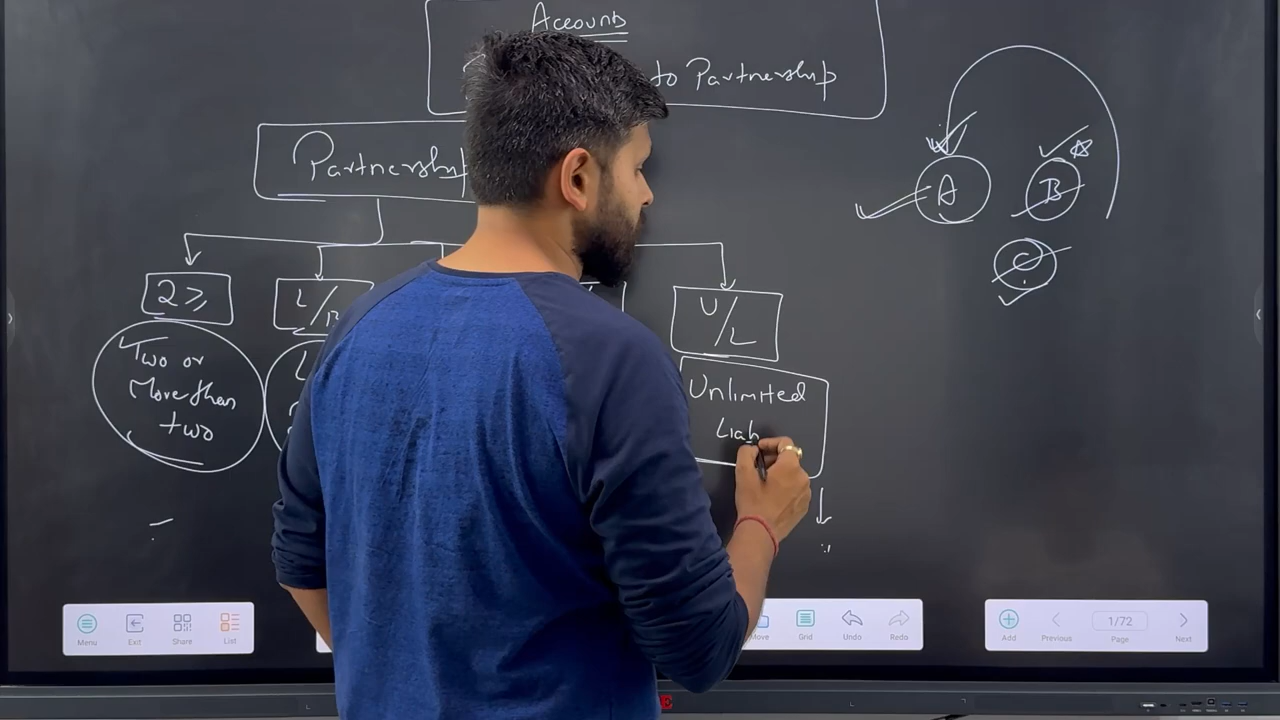 Accounts
to Partnership
Partnership
A
B
C
2 ≥
L/
U/L
Two or
More than
two
Unlimited
Liab
Menu
Exit
Share
List
Move
Grid
Undo
Redo
Add
Previous
1/72
Page
Next